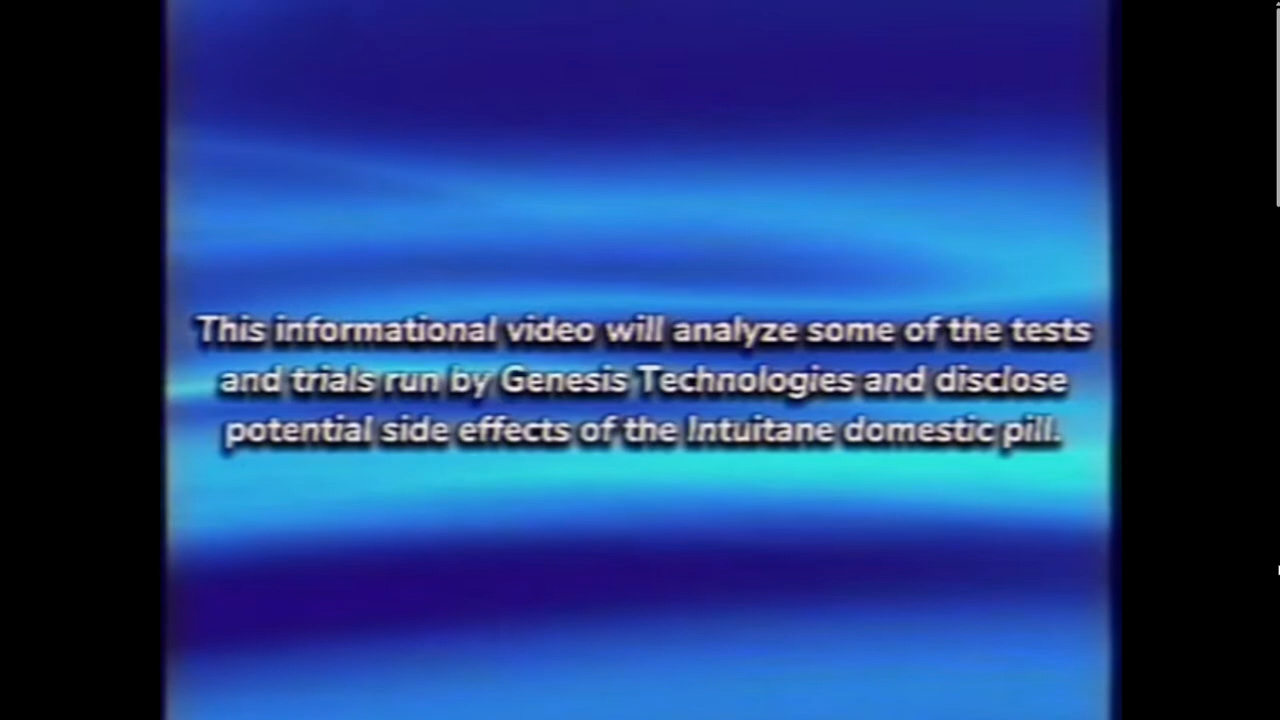 This informational video will analyze some of the tests
and trials run by Genesis Technologies and disclose
potential side effects of the Intuitane domestic pill.